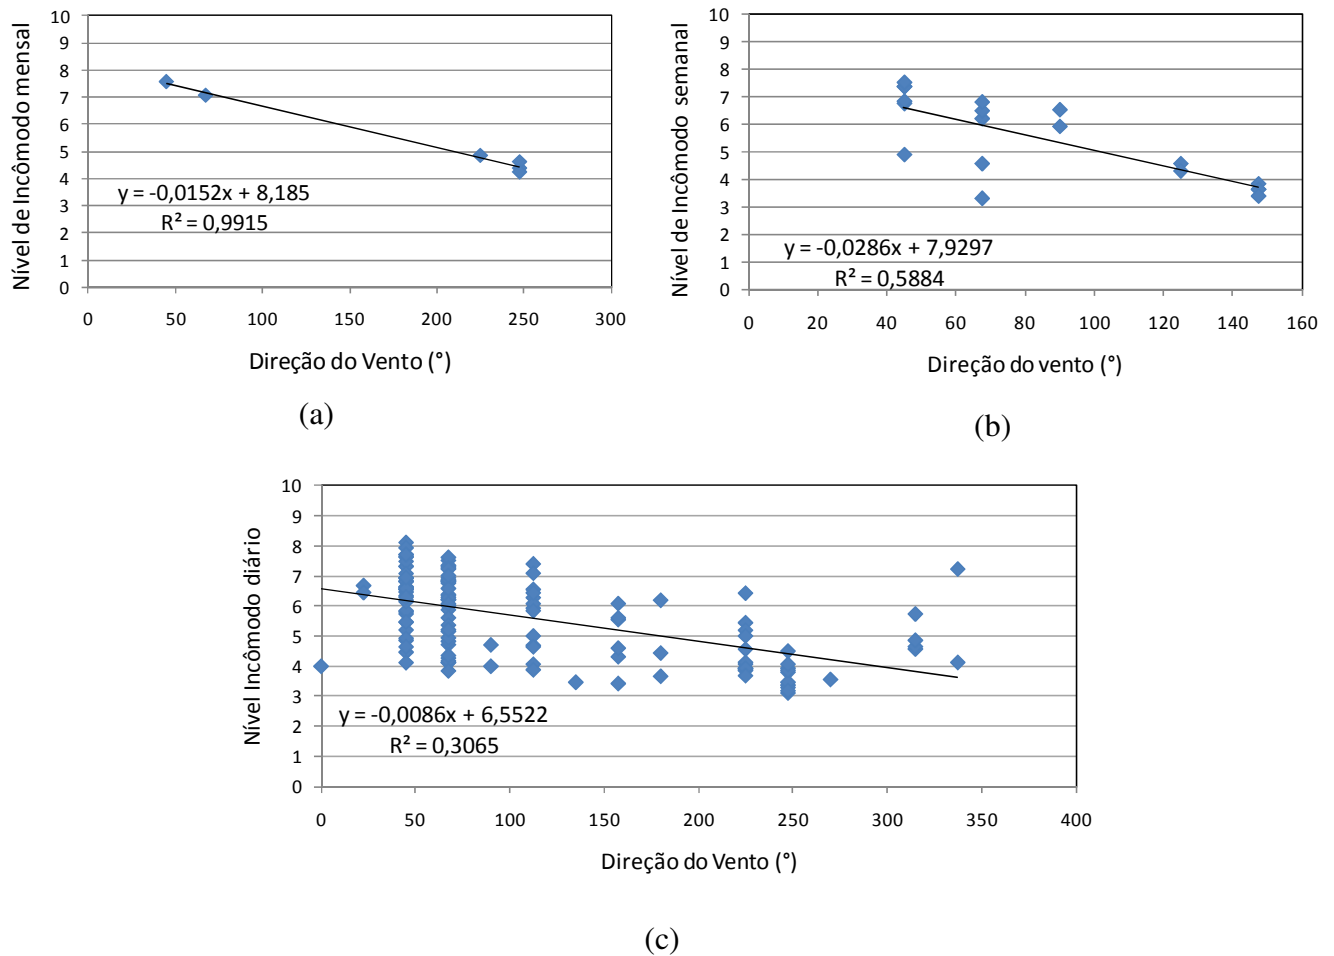 Nível de Incômodo mensal
10
9
8
7
6
5
4
3
2
1
0
y = -0,0152x + 8,185
R² = 0,9915
0 50 100 150 200 250 300
Direção do Vento (°)
(a)
Nível de Incômodo semanal
10
9
8
7
6
5
4
3
2
1
0
y = -0,0286x + 7,9297
R² = 0,5884
0 20 40 60 80 100 120 140 160
Direção do vento (°)
(b)
Nível Incômodo diário
10
9
8
7
6
5
4
3
2
1
0
y = -0,0086x + 6,5522
R² = 0,3065
0 50 100 150 200 250 300 350 400
Direção do Vento (°)
(c)